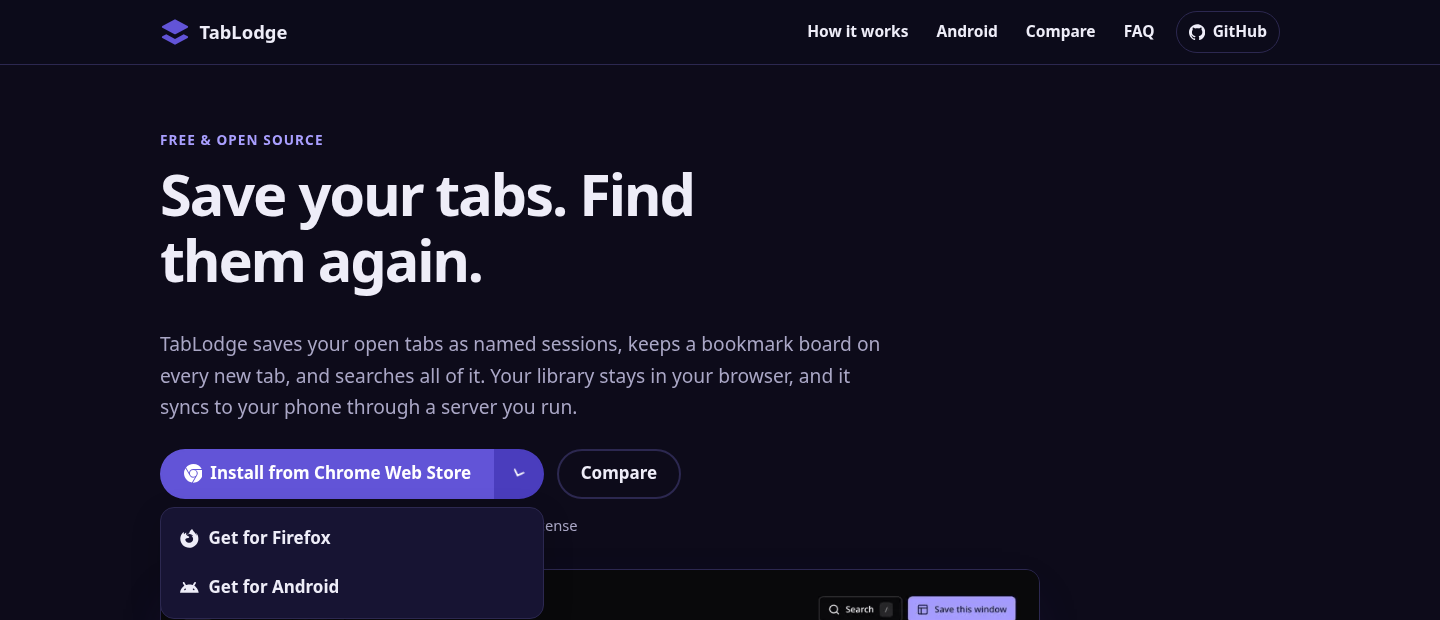 TabLodge
How it works
Android
Compare
FAQ
GitHub
FREE & OPEN SOURCE
Save your tabs. Find
them again.
TabLodge saves your open tabs as named sessions, keeps a bookmark board on
every new tab, and searches all of it. Your library stays in your browser, and it
syncs to your phone through a server you run.
Install from Chrome Web Store
Compare
ense
Get for Firefox
Get for Android
Search /
Save this window